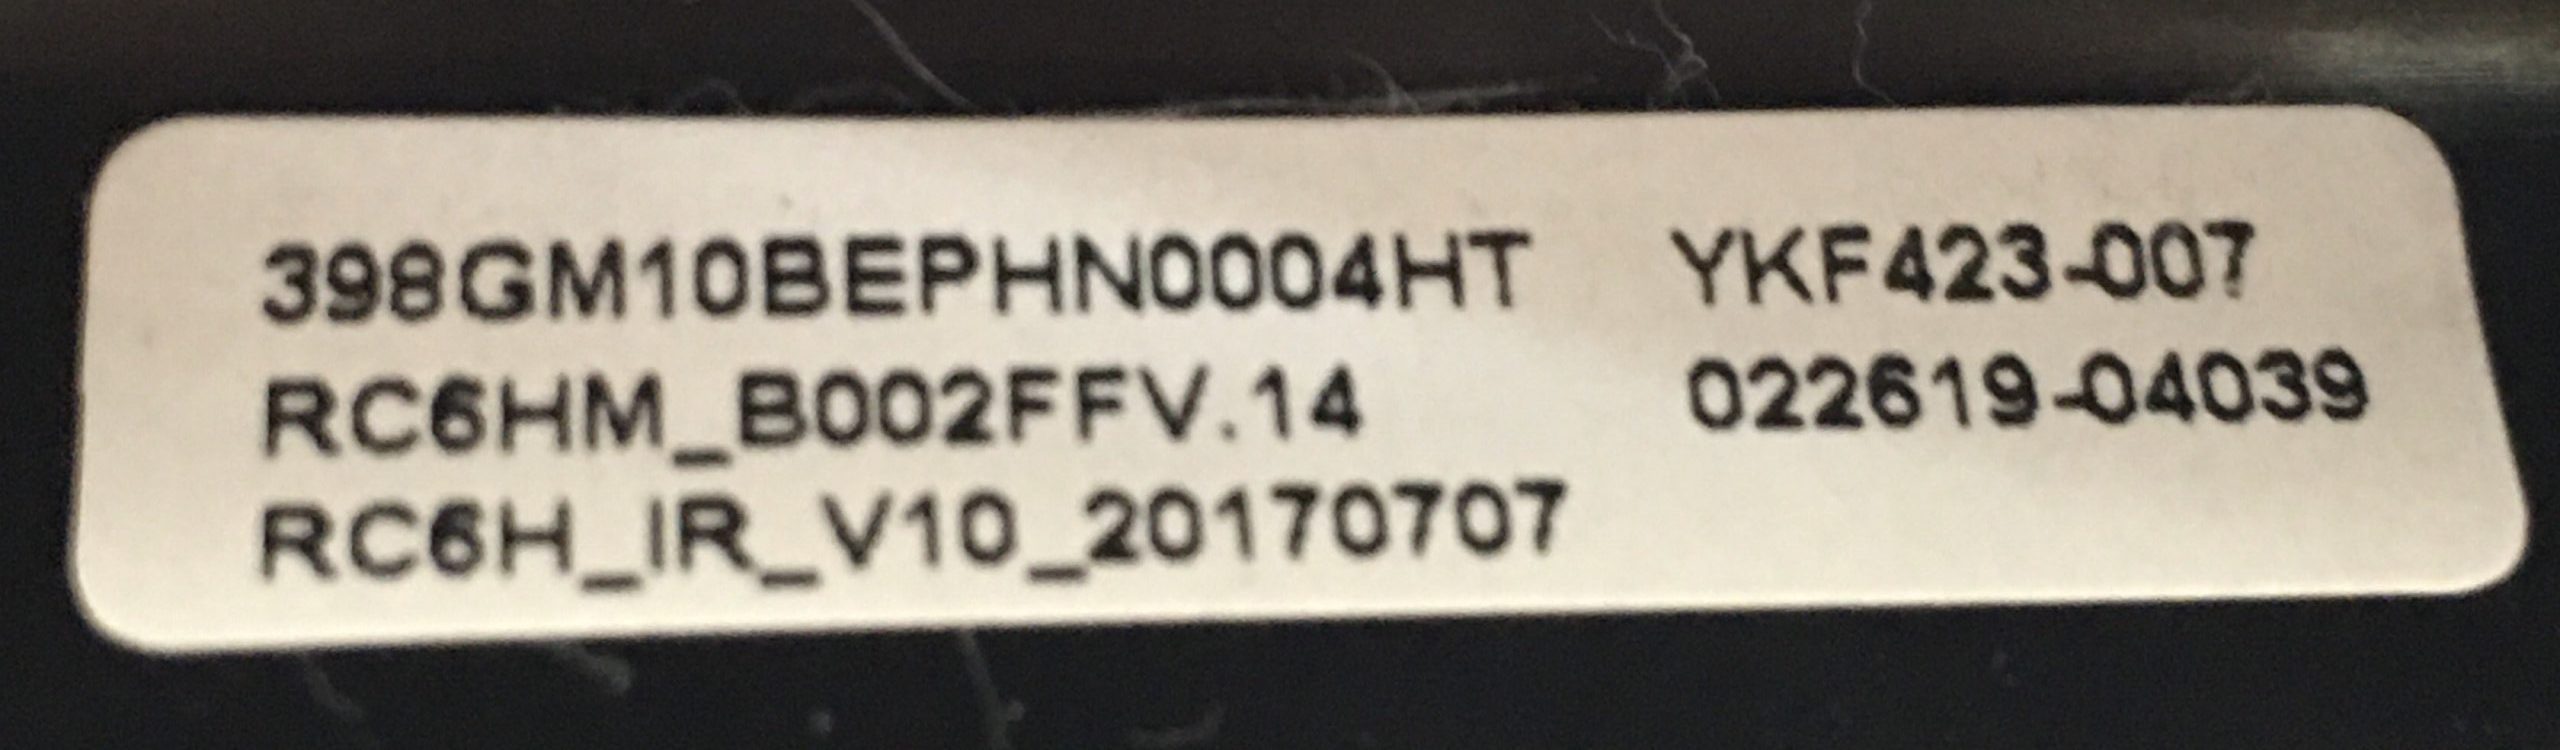 398GM10BEPHN0004HT YKF423-007
RC6HM_B002FFV.14 022619-04039
RC6H_IR_V10_20170707